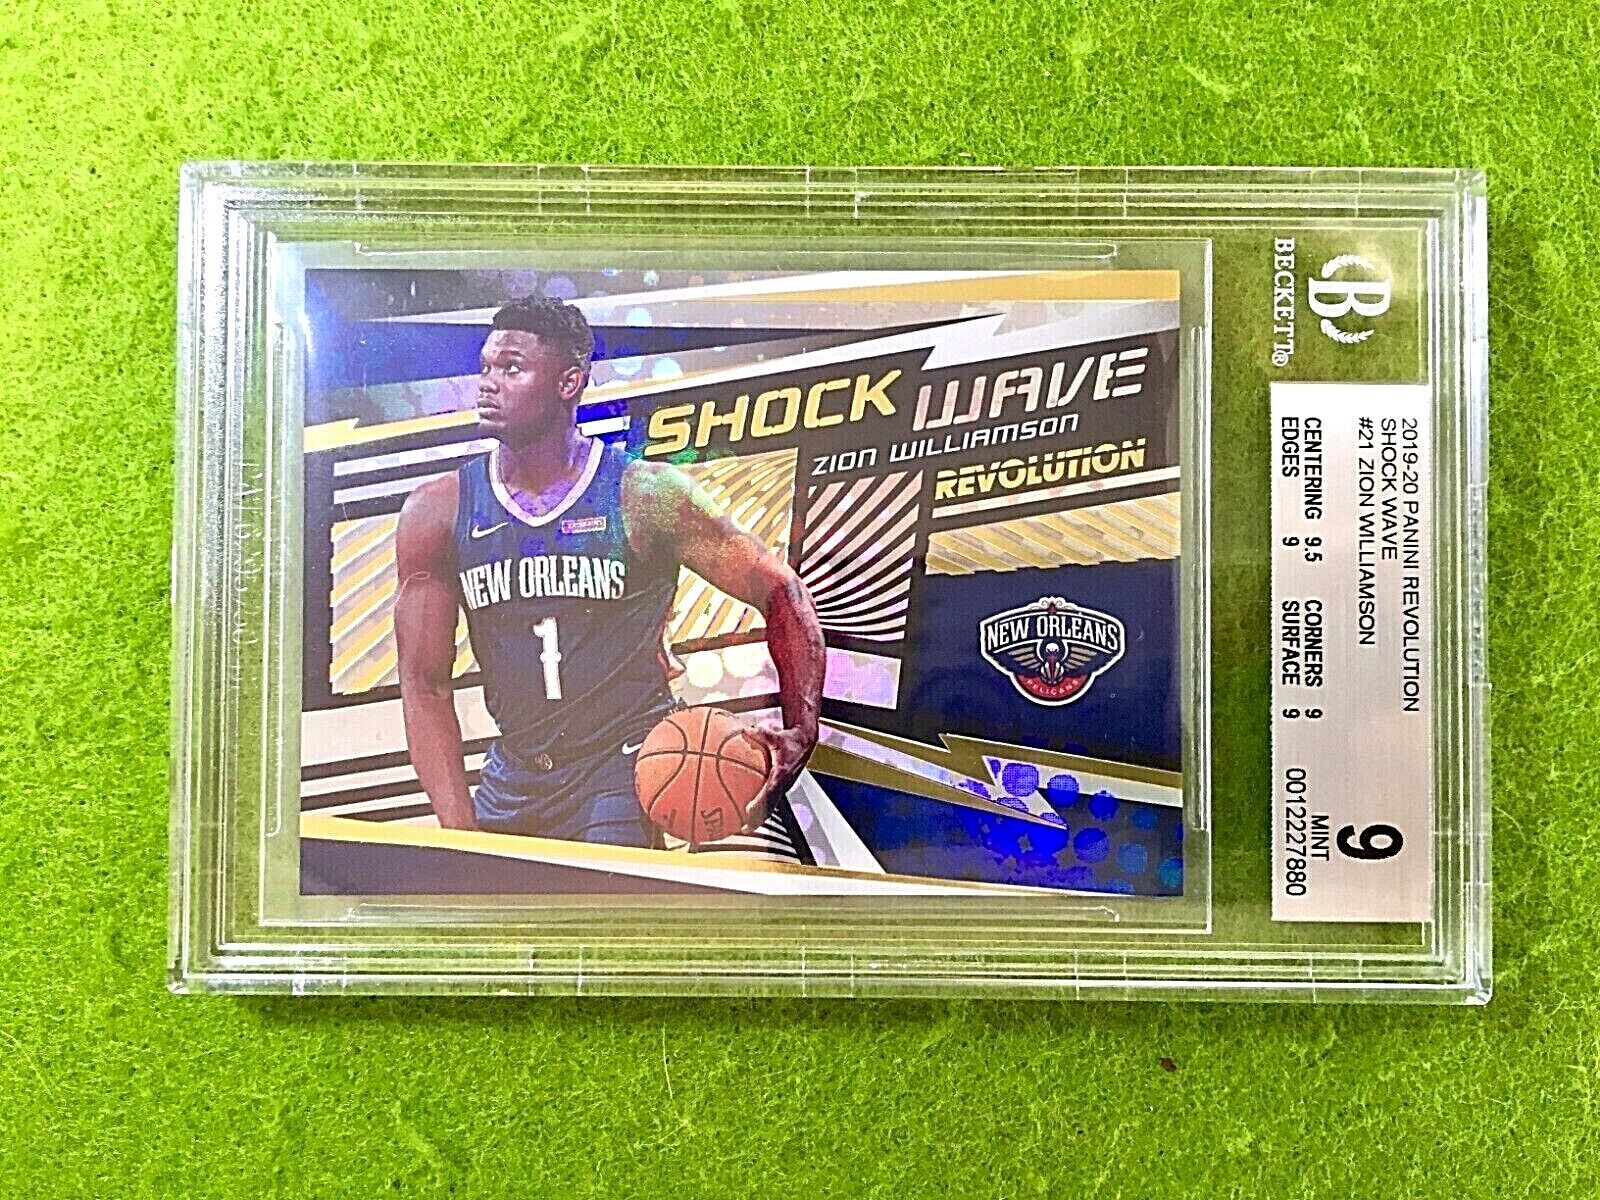 SHOCK WAVE
ZION WILLIAMSON
REVOLUTION
NEW ORLEANS
1
NEW ORLEANS
PELICANS
B
BECKETT®
2019-20 PANINI REVOLUTION
SHOCK WAVE
#21 ZION WILLIAMSON
CENTERING 9.5 CORNERS 9
EDGES 9 SURFACE 9
9
MINT
0012227880